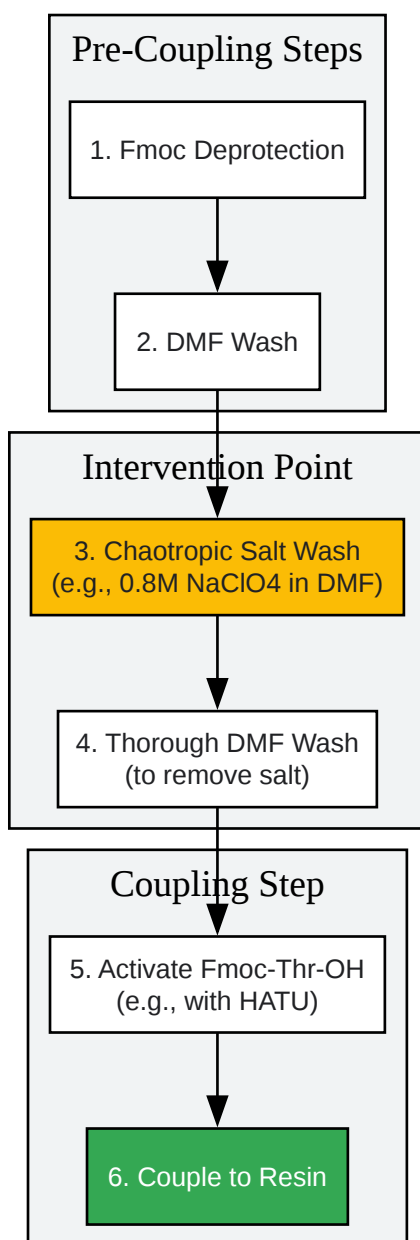 Pre-Coupling Steps
1. Fmoc Deprotection
2. DMF Wash
Intervention Point
3. Chaotropic Salt Wash
(e.g., 0.8M NaClO4 in DMF)
4. Thorough DMF Wash
(to remove salt)
Coupling Step
5. Activate Fmoc-Thr-OH
(e.g., with HATU)
6. Couple to Resin